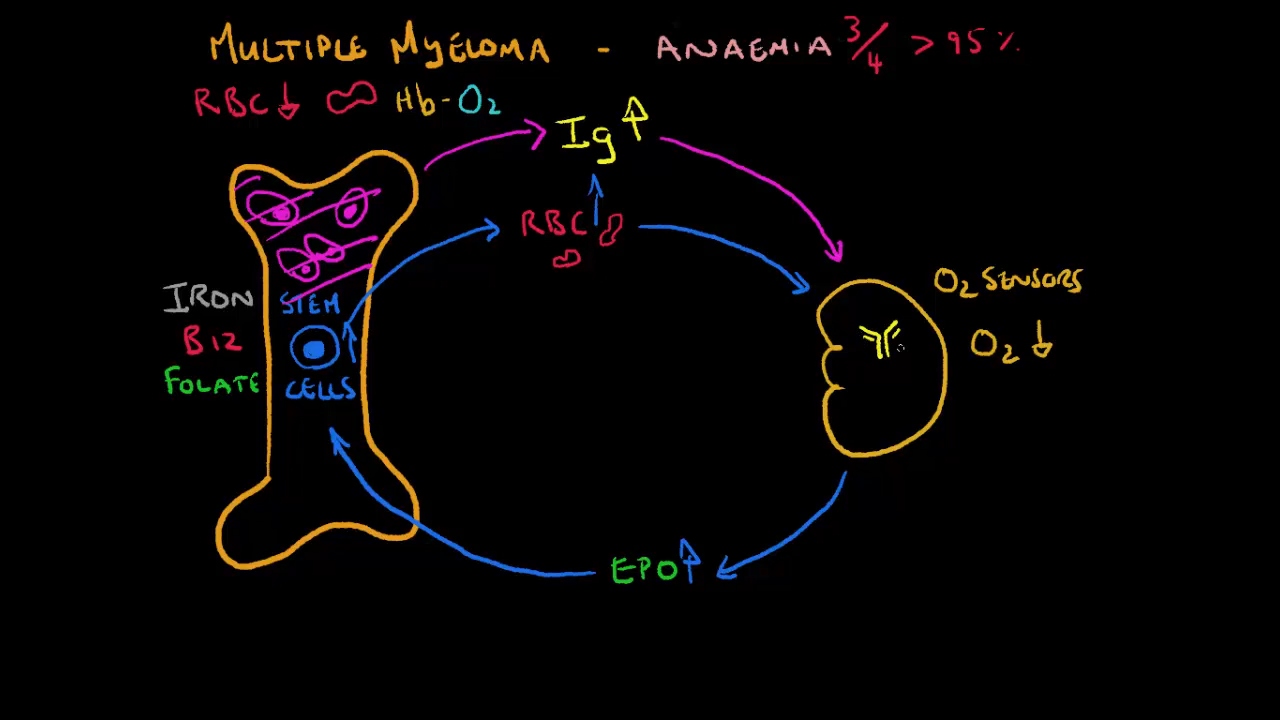 MULTIPLE MYELOMA - ANAEMIA 3/4 > 95%
RBC↓ Hb-O2
Ig↑
RBC
O2 SENSORS
IRON STEM
B12
O2↓
FOLATE CELLS
EPO↑